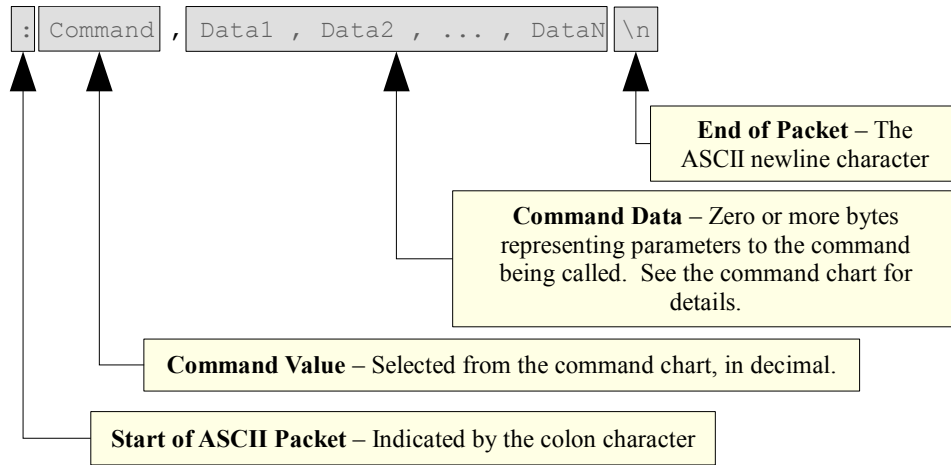 : Command , Data1 , Data2 , ... , DataN \n
End of Packet – The
ASCII newline character
Command Data – Zero or more bytes
representing parameters to the command
being called. See the command chart for
details.
Command Value – Selected from the command chart, in decimal.
Start of ASCII Packet – Indicated by the colon character